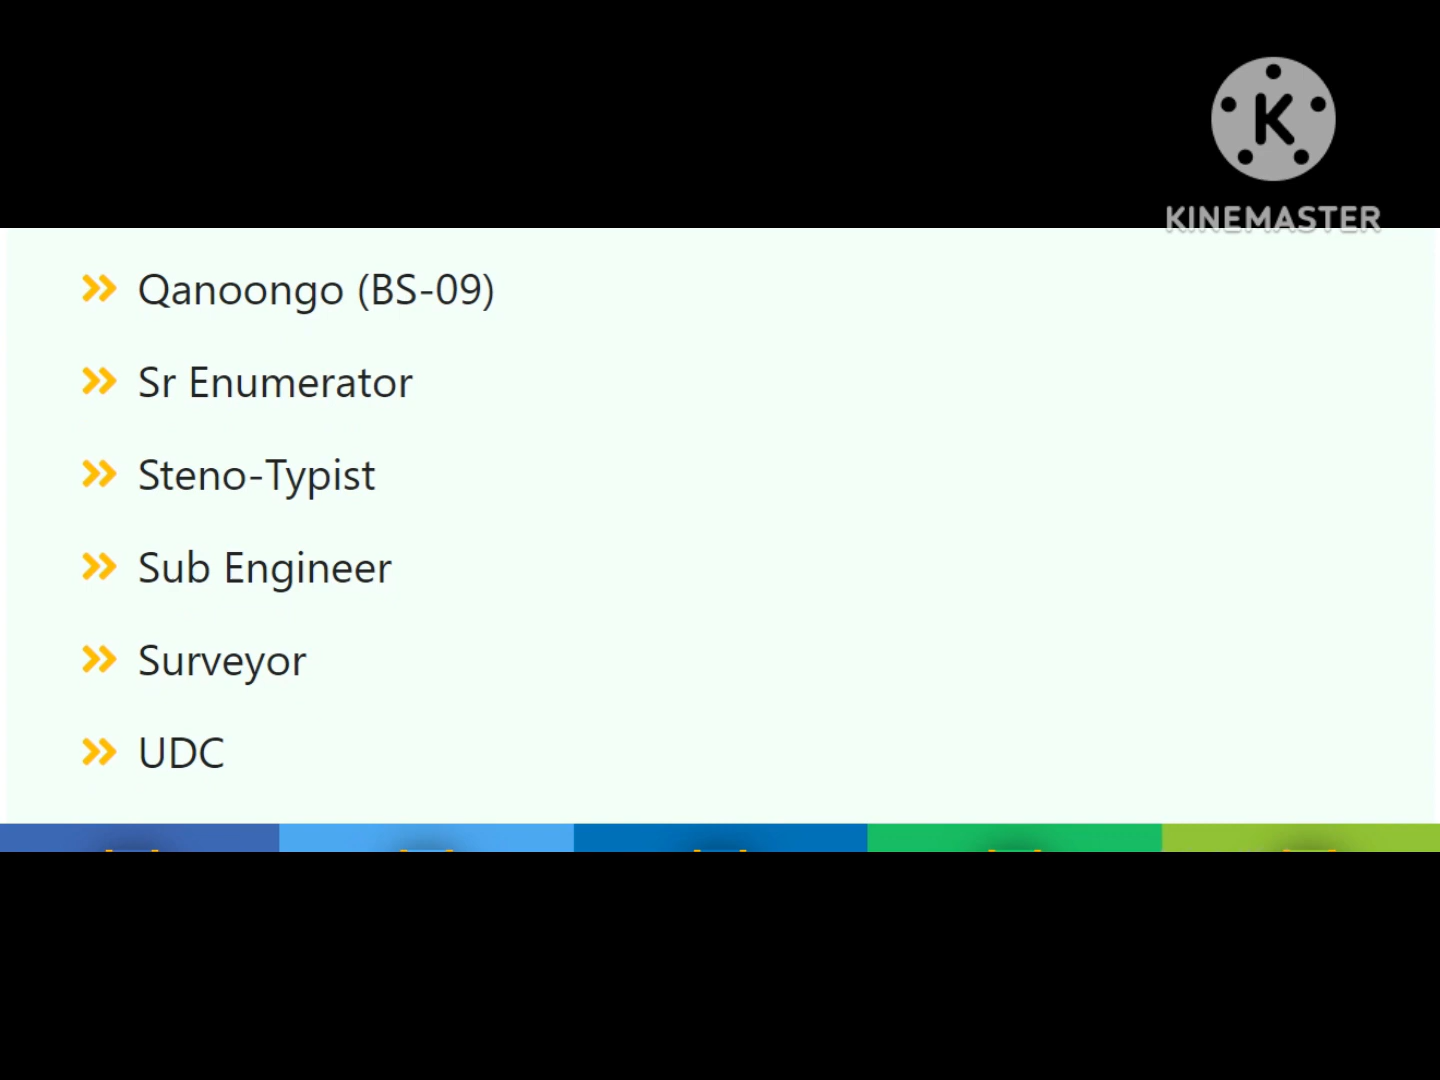 K
KINEMASTER
Qanoongo (BS-09)
Sr Enumerator
Steno-Typist
Sub Engineer
Surveyor
UDC